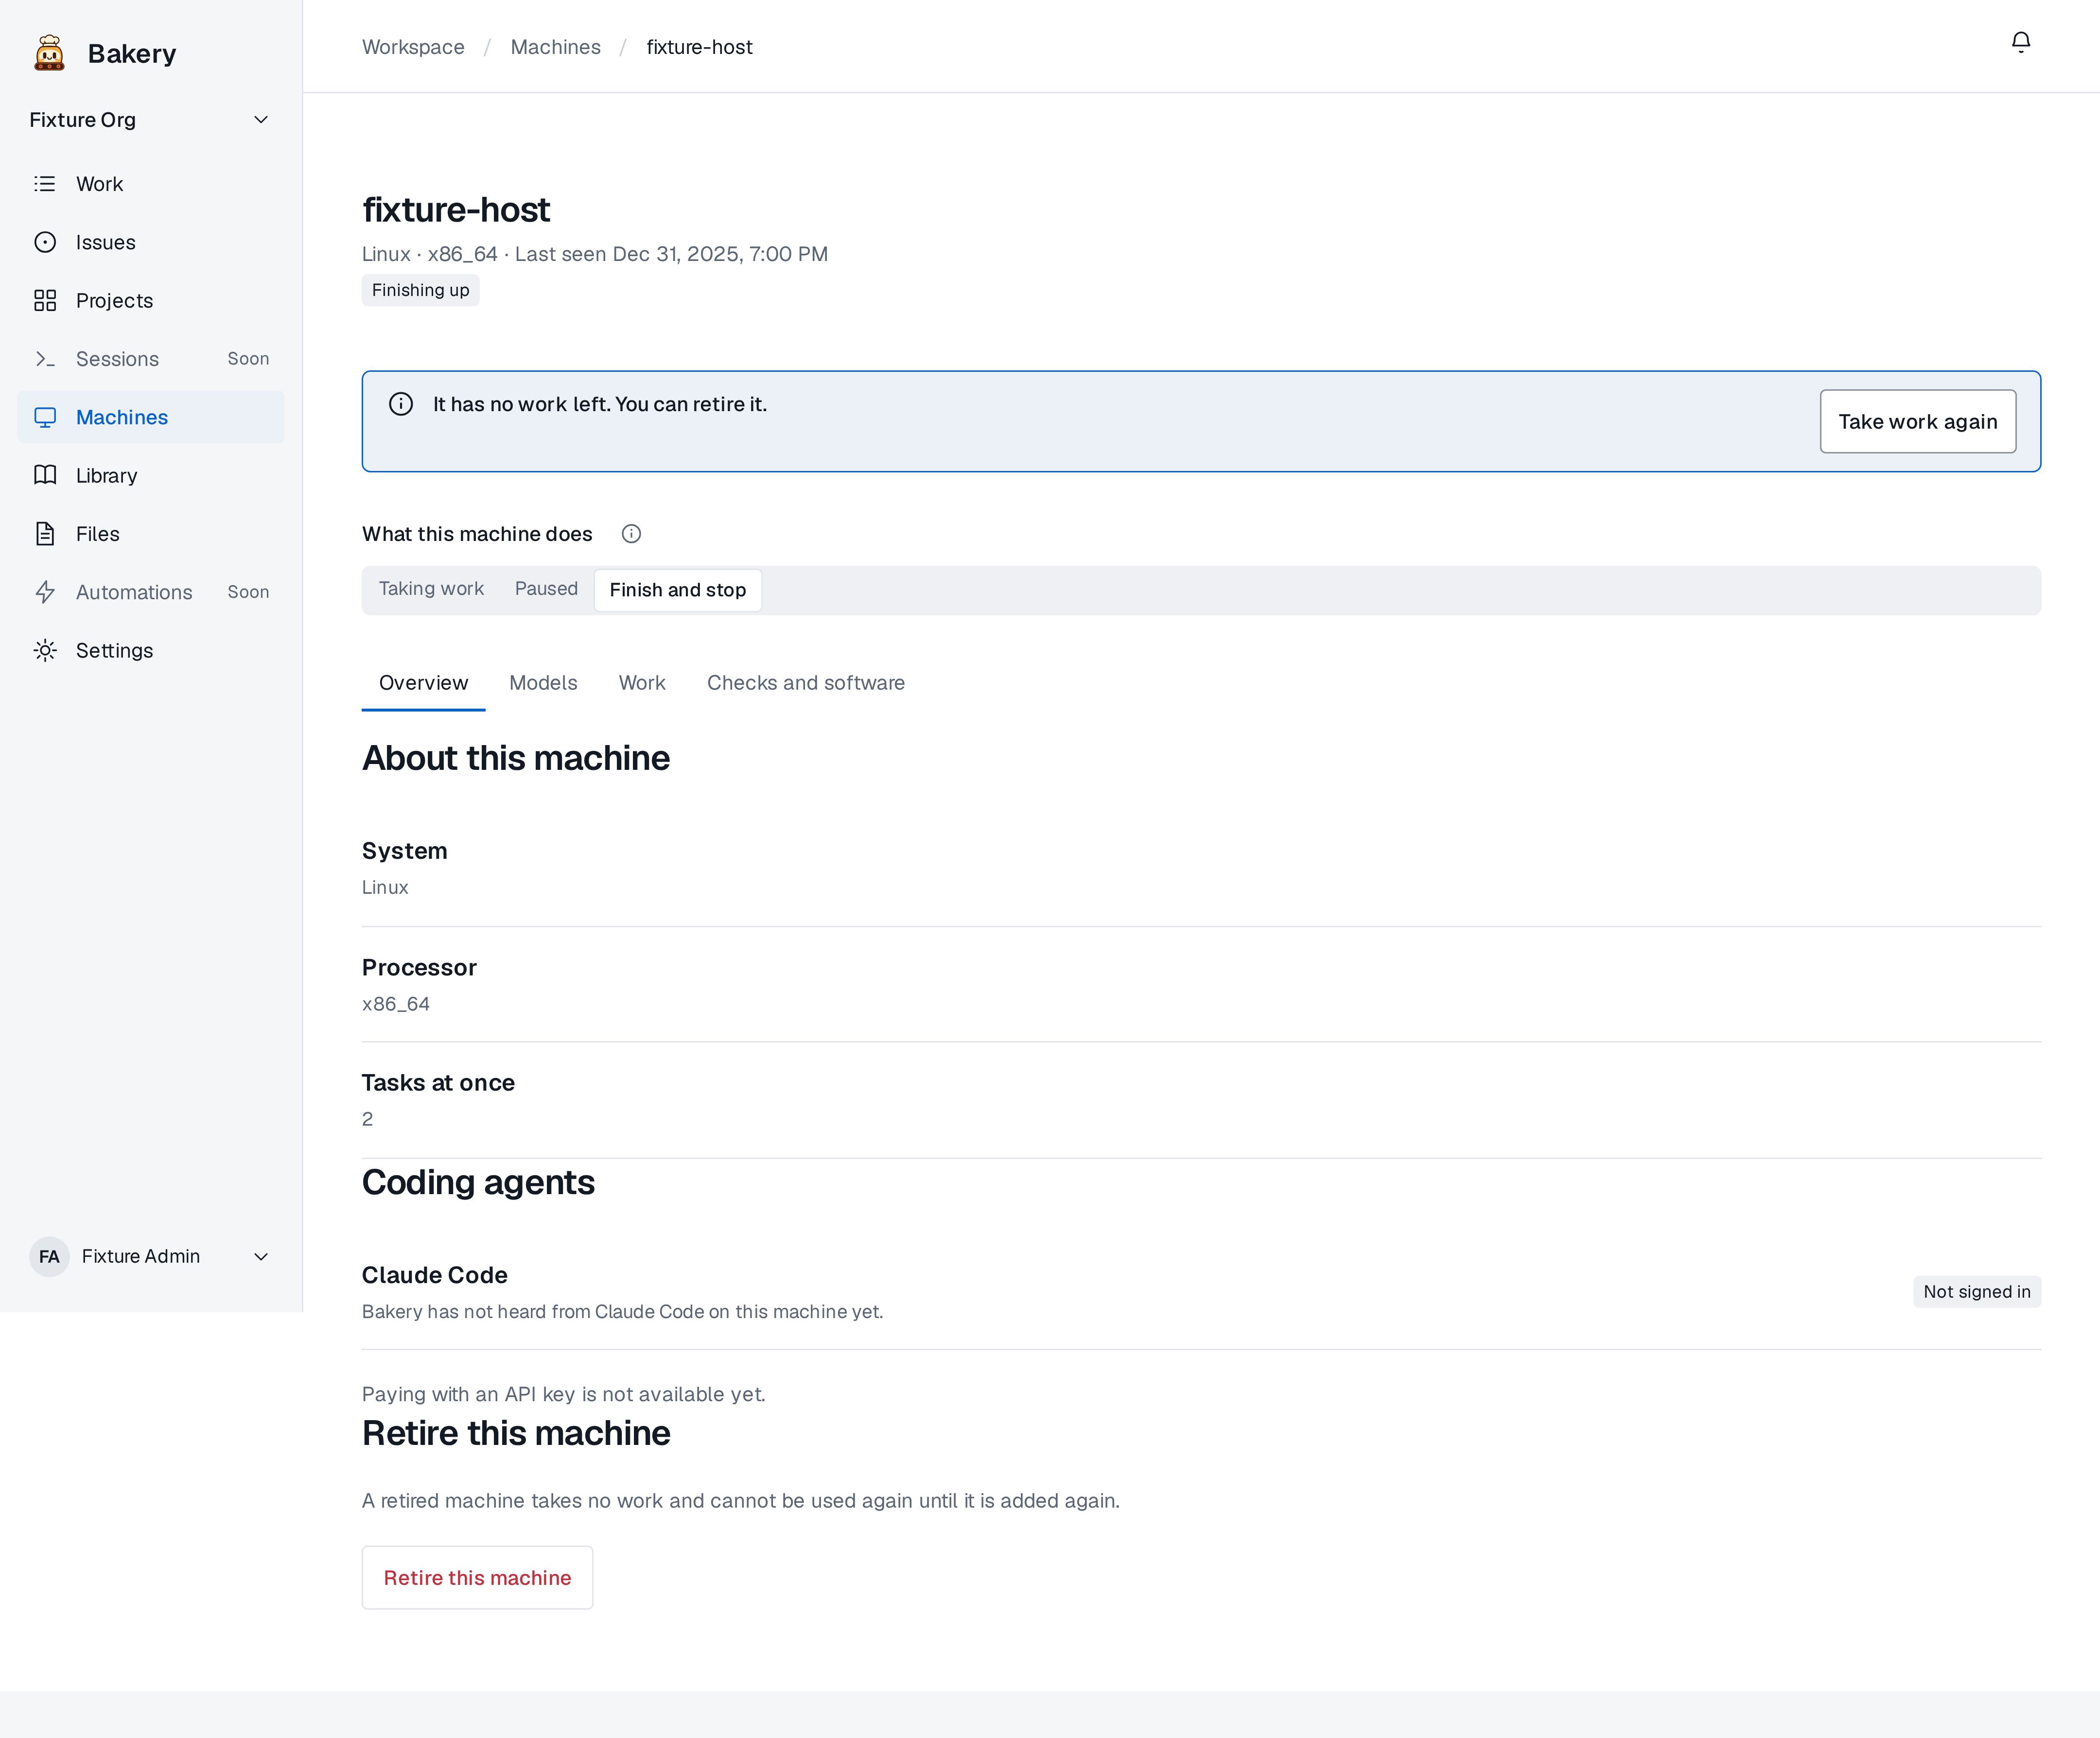 Bakery
Fixture Org
Work
Issues
Projects
Sessions Soon
Machines
Library
Files
Automations Soon
Settings
FA Fixture Admin
Workspace / Machines / fixture-host
fixture-host
Linux · x86_64 · Last seen Dec 31, 2025, 7:00 PM
Finishing up
It has no work left. You can retire it.
Take work again
What this machine does
Taking work Paused Finish and stop
Overview Models Work Checks and software
About this machine
System
Linux
Processor
x86_64
Tasks at once
2
Coding agents
Claude Code
Bakery has not heard from Claude Code on this machine yet.
Not signed in
Paying with an API key is not available yet.
Retire this machine
A retired machine takes no work and cannot be used again until it is added again.
Retire this machine